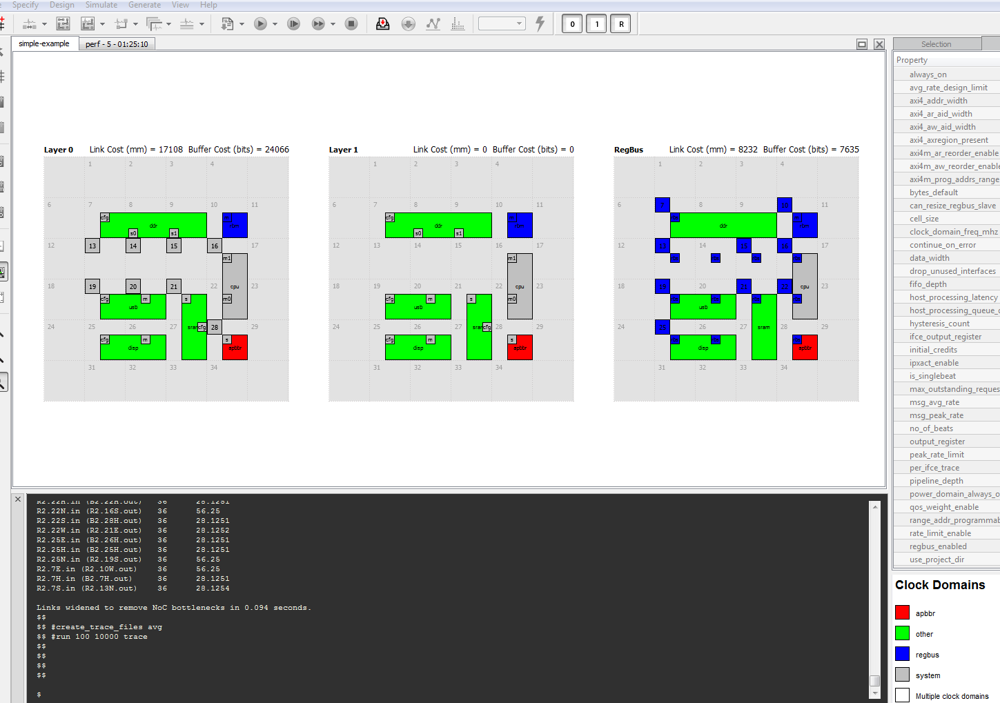 Specify Design Simulate Generate View Help
0 1 R
simple-example perf - 5 - 01:25:10
Selection
Property
always_on
avg_rate_design_limit
axi4_addr_width
axi4_ar_aid_width
axi4_aw_aid_width
axi4_axregion_present
axi4m_ar_reorder_enable
axi4m_aw_reorder_enable
axi4m_prog_addrs_range
bytes_default
can_resize_regbus_slave
cell_size
clock_domain_freq_mhz
continue_on_error
data_width
drop_unused_interfaces
fifo_depth
host_processing_latency
host_processing_queue_
hysteresis_count
ifce_output_register
initial_credits
ipxact_enable
is_singlebeat
max_outstanding_reques
msg_avg_rate
msg_peak_rate
no_of_beats
output_register
peak_rate_limit
per_ifce_trace
pipeline_depth
power_domain_always_o
qos_weight_enable
range_addr_programmab
rate_limit_enable
regbus_enabled
use_project_dir
Layer 0 Link Cost (mm) = 17108 Buffer Cost (bits) = 24066
1 2 3 4
6 7 8 9 10 11
cfg ddr m
s0 s1
12 13 14 15 16 17
m1
18 19 20 21 22 23
cpu
cfg m s m0
usb
24 25 26 27 sram cfg 28 29
cfg m s
disp apbbr
31 32 33 34
Layer 1 Link Cost (mm) = 0 Buffer Cost (bits) = 0
1 2 3 4
6 7 8 9 10 11
cfg ddr m
s0 s1
12 13 14 15 16 17
m1
18 19 20 21 22 23
cpu
cfg m s m0
usb
24 25 26 27 cfg 28 29
cfg m s
disp apbbr
31 32 33 34
RegBus Link Cost (mm) = 8232 Buffer Cost (bits) = 7635
1 2 3 4
6 7 8 9 10 11
ddr
12 13 14 15 16 17
18 19 20 21 22 23
cpu
usb
24 25 26 27 28 29
sram
disp apbbr
31 32 33 34
R2.22H.in (B2.22H.out) 36 28.1251
R2.22N.in (R2.16S.out) 36 56.25
R2.22S.in (B2.28H.out) 36 28.1251
R2.22W.in (R2.21E.out) 36 28.1252
R2.25E.in (B2.26H.out) 36 28.1251
R2.25H.in (B2.25H.out) 36 28.1251
R2.25N.in (R2.19S.out) 36 56.25
R2.7E.in (R2.10W.out) 36 56.25
R2.7H.in (B2.7H.out) 36 28.1251
R2.7S.in (R2.13N.out) 36 28.1254
Links widened to remove NoC bottlenecks in 0.094 seconds.
$$
$$ #create_trace_files avg
$$ #run 100 10000 trace
$$
$$
$$
$$
$
Clock Domains
apbbr
other
regbus
system
Multiple clock domains